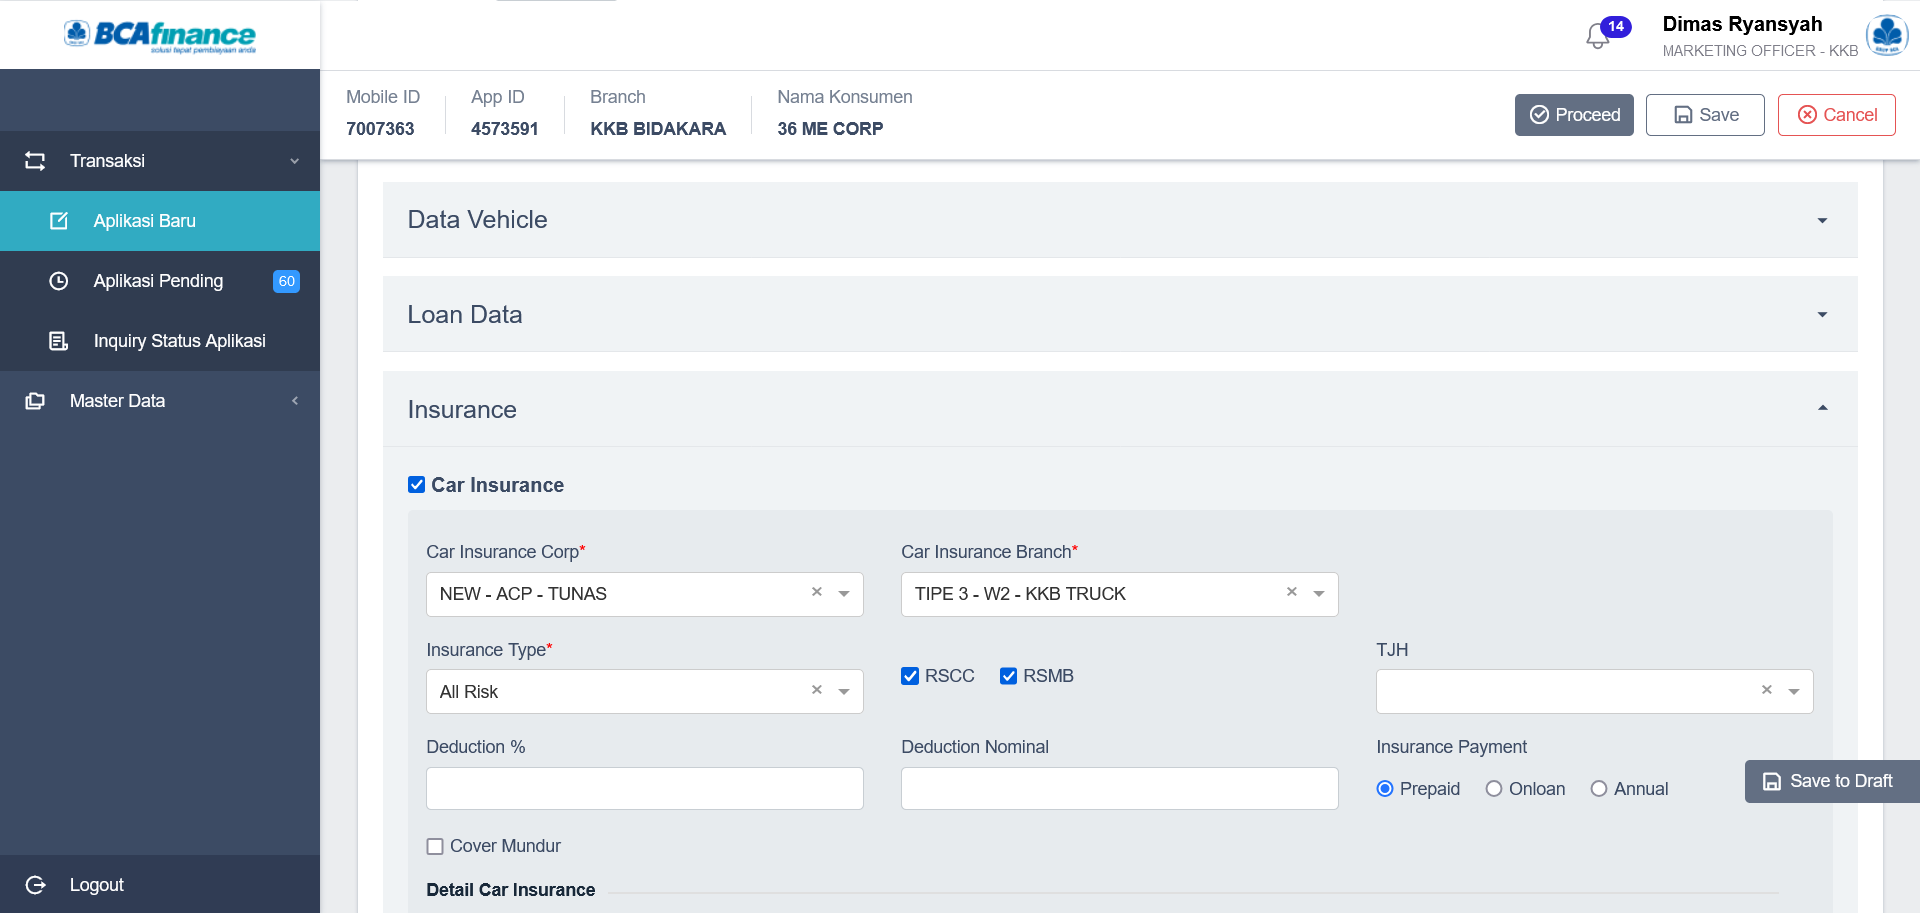 BCAfinance
solusi tepat pembiayaan anda
14
Dimas Ryansyah
MARKETING OFFICER - KKB
Mobile ID
7007363
App ID
4573591
Branch
KKB BIDAKARA
Nama Konsumen
36 ME CORP
Proceed
Save
Cancel
Transaksi
Aplikasi Baru
Aplikasi Pending
60
Inquiry Status Aplikasi
Master Data
Logout
Data Vehicle
Loan Data
Insurance
Car Insurance
Car Insurance Corp*
NEW - ACP - TUNAS
Car Insurance Branch*
TIPE 3 - W2 - KKB TRUCK
Insurance Type*
All Risk
RSCC
RSMB
TJH
Deduction %
Deduction Nominal
Insurance Payment
Prepaid
Onloan
Annual
Save to Draft
Cover Mundur
Detail Car Insurance